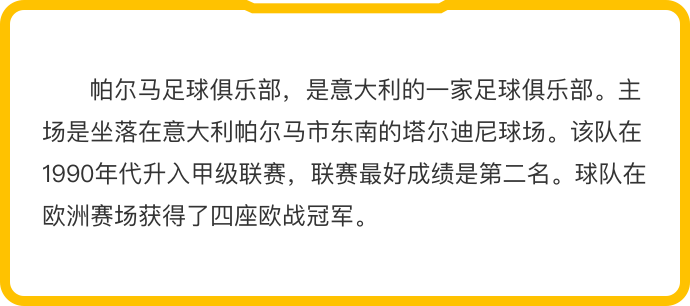 帕尔马足球俱乐部，是意大利的一家足球俱乐部。主
场是坐落在意大利帕尔马市东南的塔尔迪尼球场。该队在
1990年代升入甲级联赛，联赛最好成绩是第二名。球队在
欧洲赛场获得了四座欧战冠军。